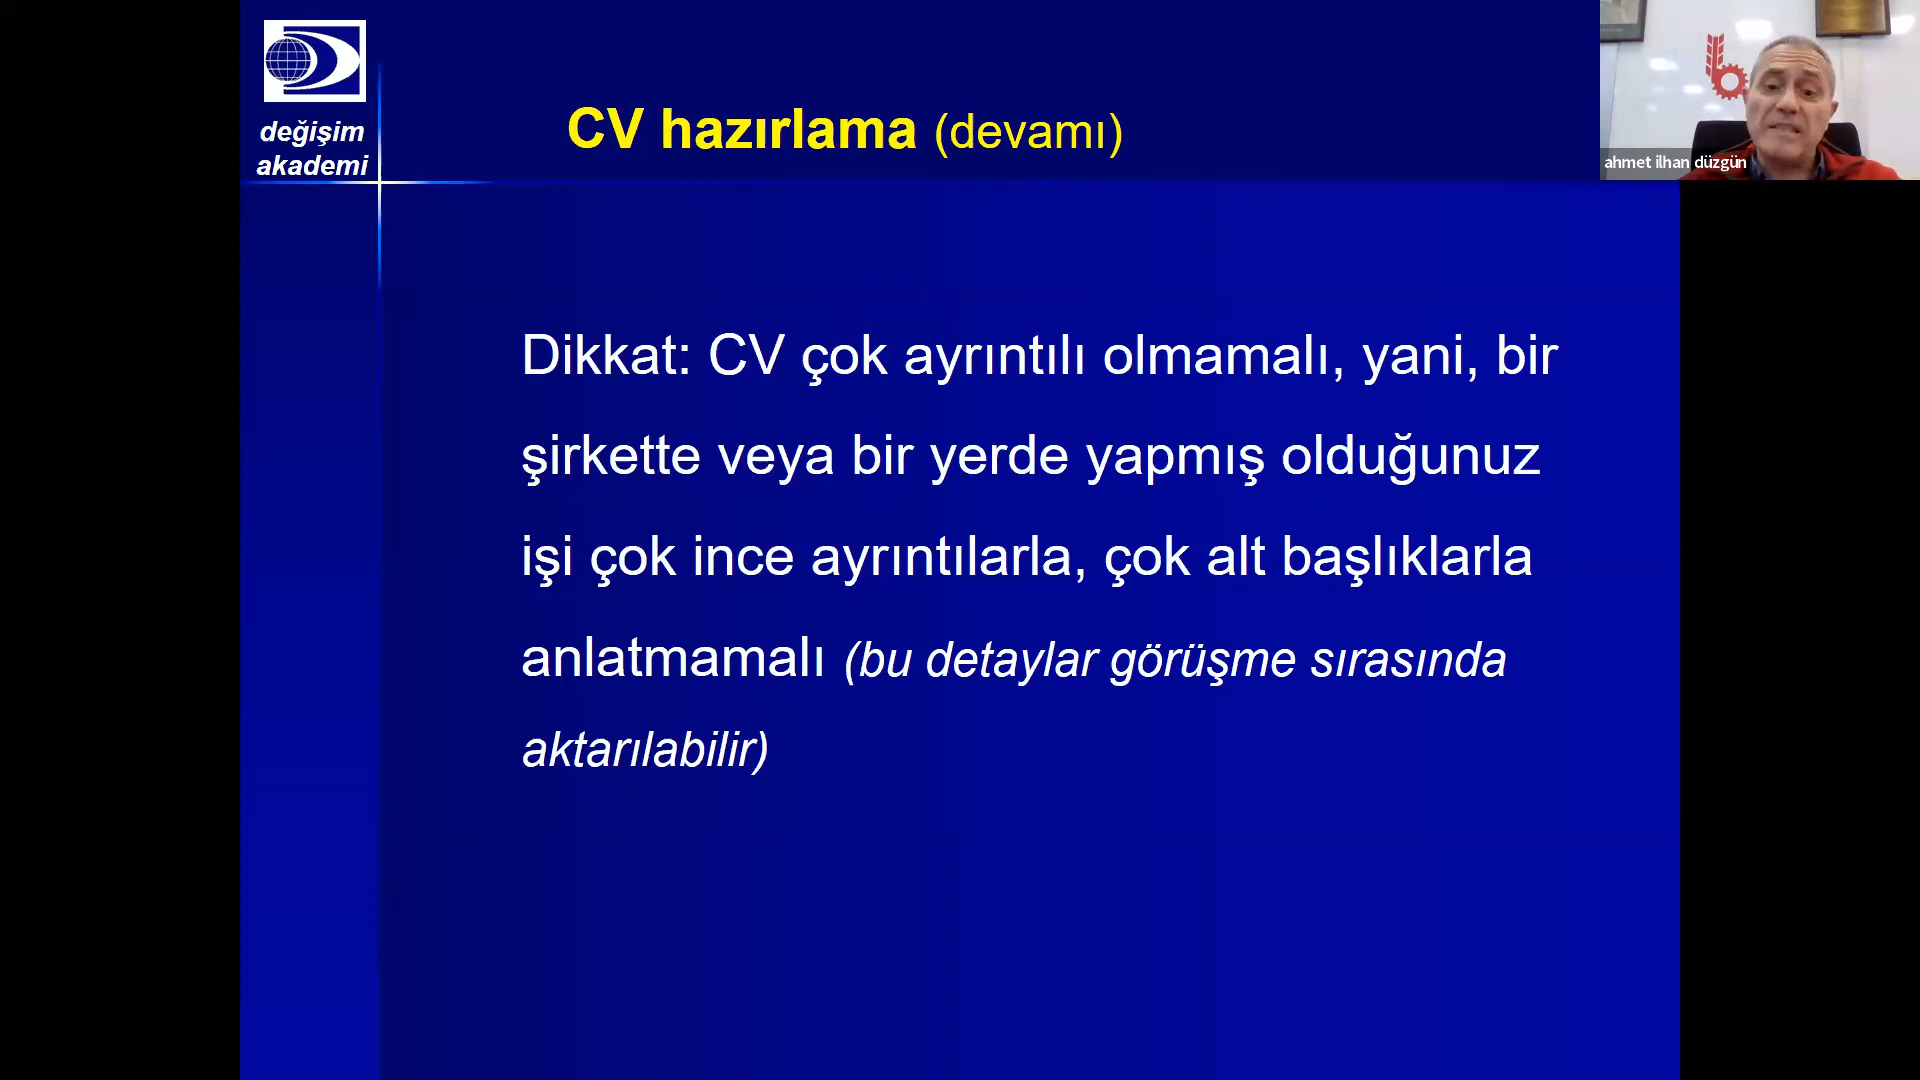 değişim
akademi
CV hazırlama (devamı)
ahmet ilhan düzgün
Dikkat: CV çok ayrıntılı olmamalı, yani, bir
şirkette veya bir yerde yapmış olduğunuz
işi çok ince ayrıntılarla, çok alt başlıklarla
anlatmamalı (bu detaylar görüşme sırasında
aktarılabilir)